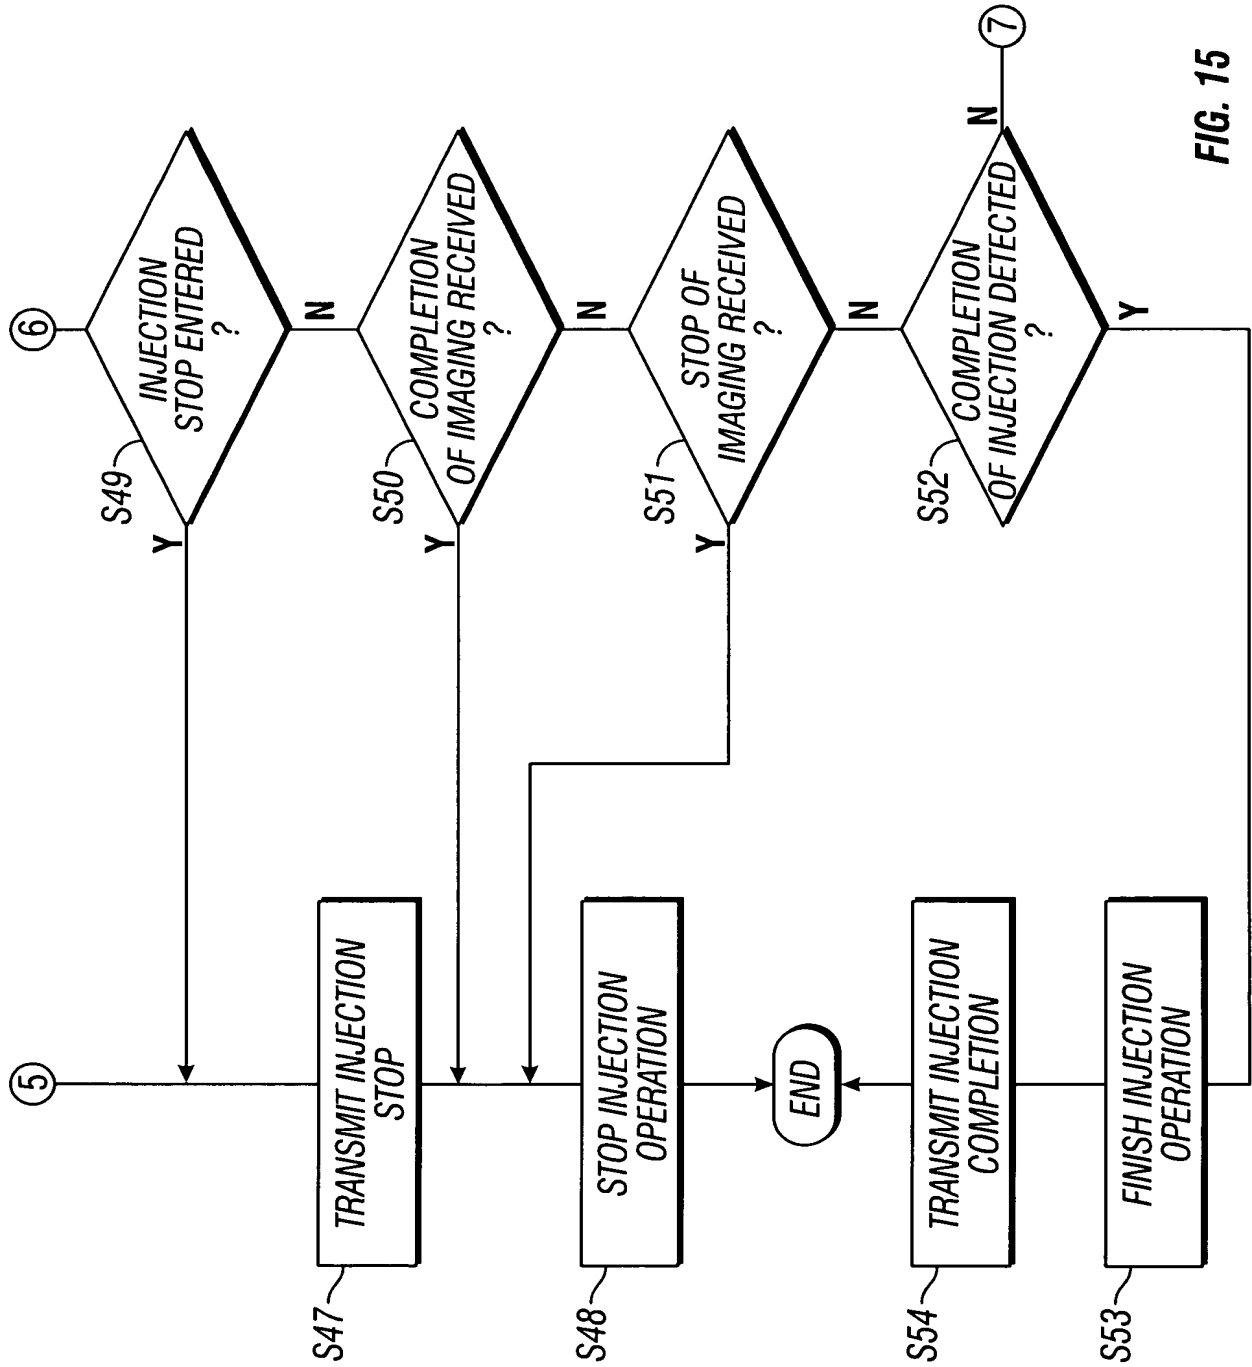 5
6
S49
INJECTION
STOP ENTERED
?
Y
N
S47
TRANSMIT INJECTION
STOP
S50
COMPLETION
OF IMAGING RECEIVED
?
Y
N
S51
STOP OF
IMAGING RECEIVED
?
Y
N
S48
STOP INJECTION
OPERATION
END
S52
COMPLETION
OF INJECTION DETECTED
?
N
7
Y
S54
TRANSMIT INJECTION
COMPLETION
S53
FINISH INJECTION
OPERATION
FIG. 15